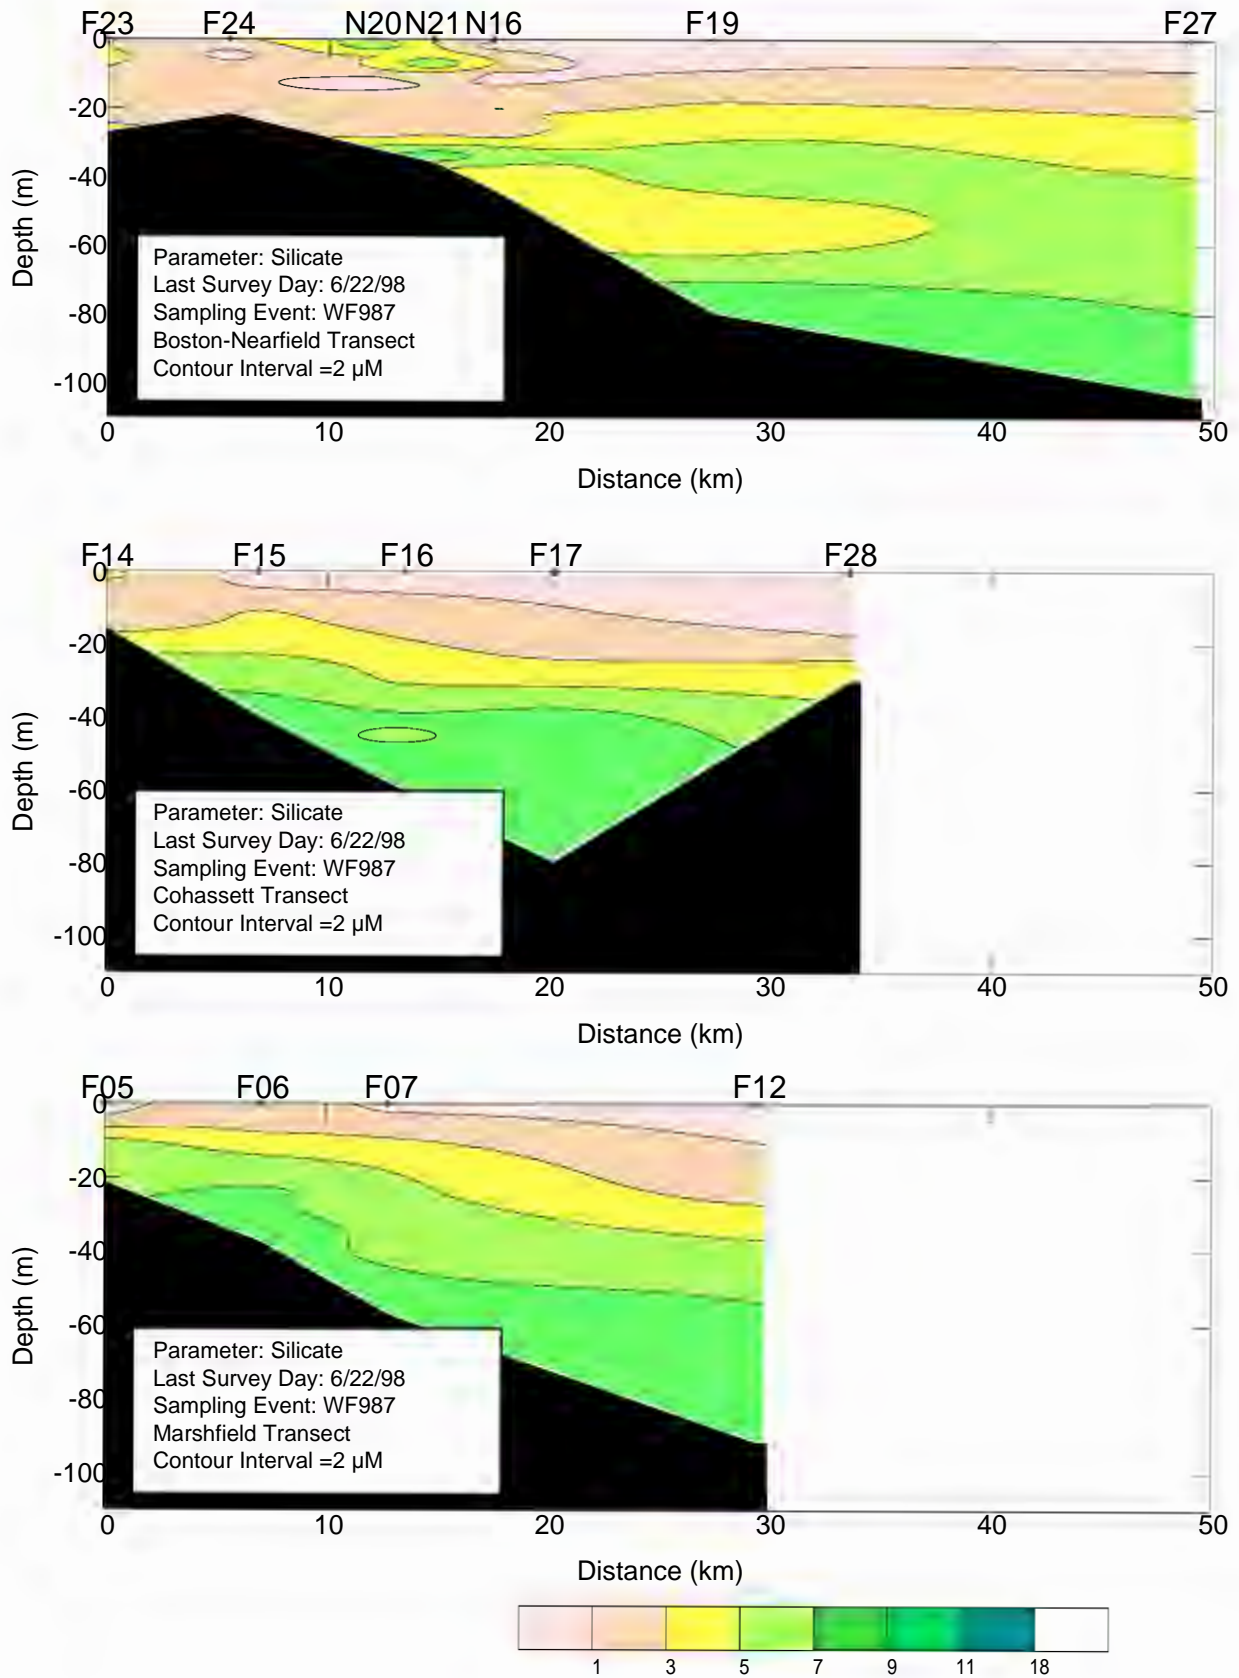 F23 F24 N20 N21 N16 F19 F27
0
-20
-40
-60
-80
-100
Depth (m)
Parameter: Silicate
Last Survey Day: 6/22/98
Sampling Event: WF987
Boston-Nearfield Transect
Contour Interval =2 µM
0 10 20 30 40 50
Distance (km)
F14 F15 F16 F17 F28
0
-20
-40
-60
-80
-100
Depth (m)
Parameter: Silicate
Last Survey Day: 6/22/98
Sampling Event: WF987
Cohassett Transect
Contour Interval =2 µM
0 10 20 30 40 50
Distance (km)
F05 F06 F07 F12
0
-20
-40
-60
-80
-100
Depth (m)
Parameter: Silicate
Last Survey Day: 6/22/98
Sampling Event: WF987
Marshfield Transect
Contour Interval =2 µM
0 10 20 30 40 50
Distance (km)
1 3 5 7 9 11 18